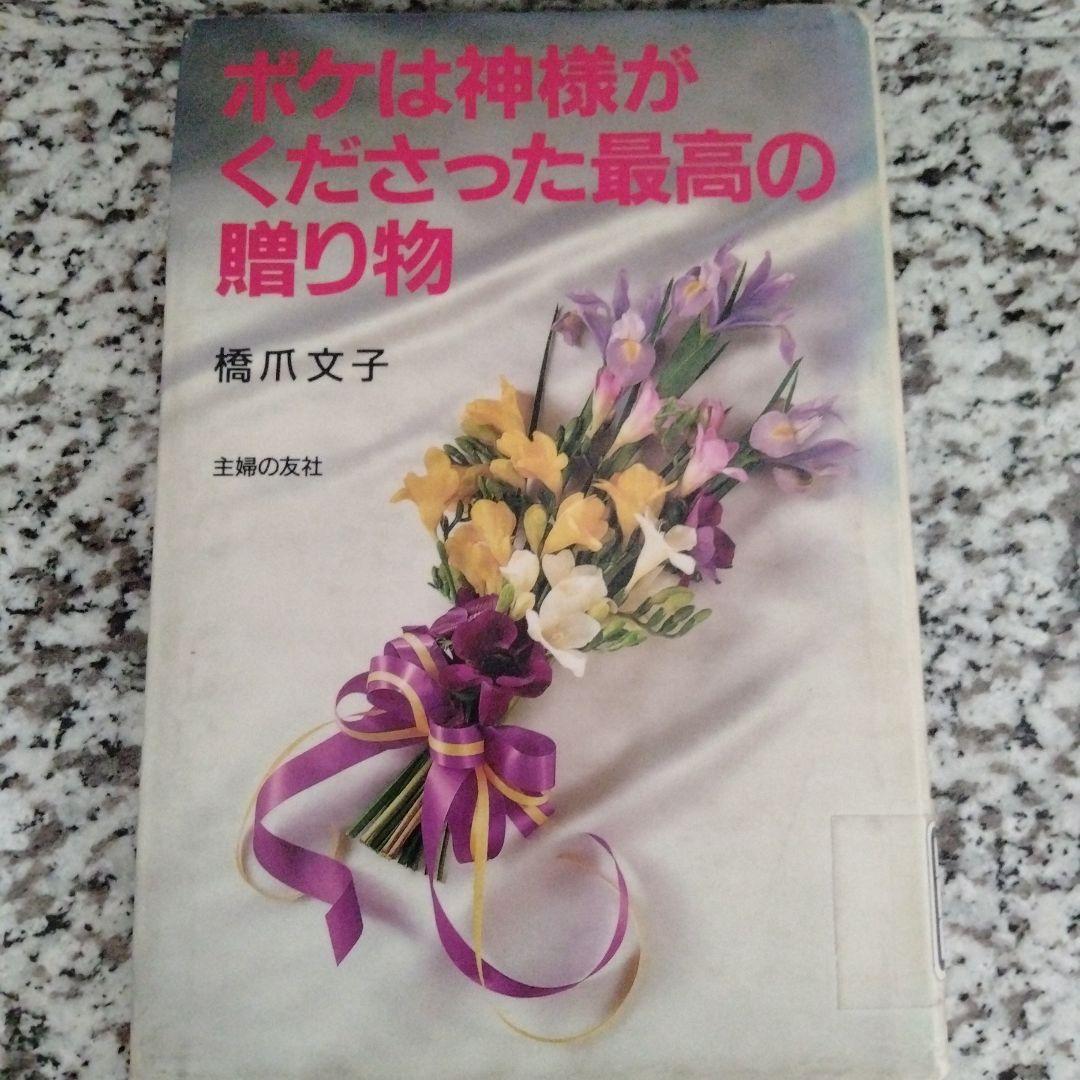 ボケは神様が
くださった最高の
贈り物
橋爪文子
主婦の友社